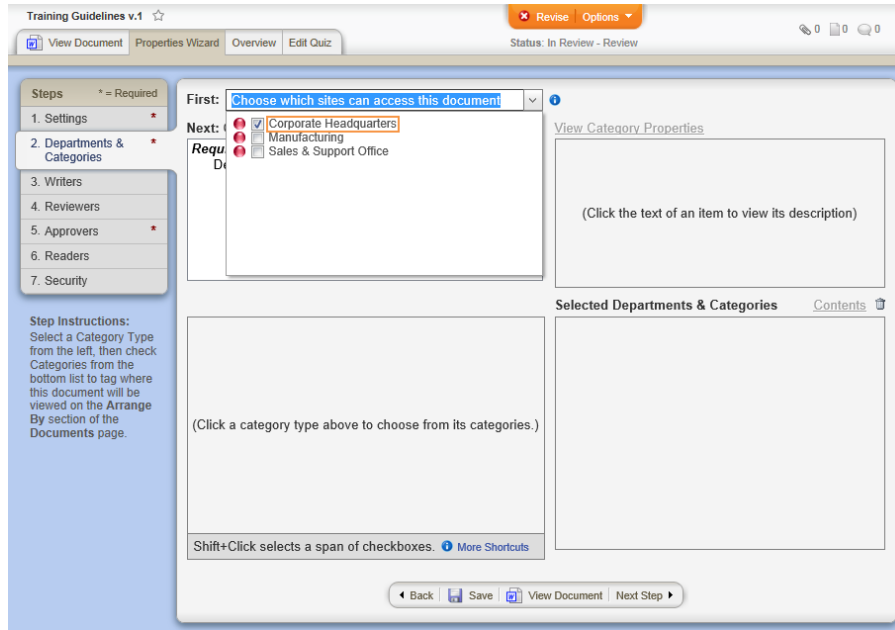 Training Guidelines v.1
Revise Options
View Document Properties Wizard Overview Edit Quiz
Status: In Review - Review
0 0 0
Steps * = Required
1. Settings *
2. Departments & Categories *
3. Writers
4. Reviewers
5. Approvers *
6. Readers
7. Security
Step Instructions:
Select a Category Type
from the left, then check
Categories from the
bottom list to tag where
this document will be
viewed on the Arrange
By section of the
Documents page.
First: Choose which sites can access this document
Next:
Corporate Headquarters
Manufacturing
Sales & Support Office
View Category Properties
(Click the text of an item to view its description)
Selected Departments & Categories Contents
(Click a category type above to choose from its categories.)
Shift+Click selects a span of checkboxes. More Shortcuts
Back Save View Document Next Step